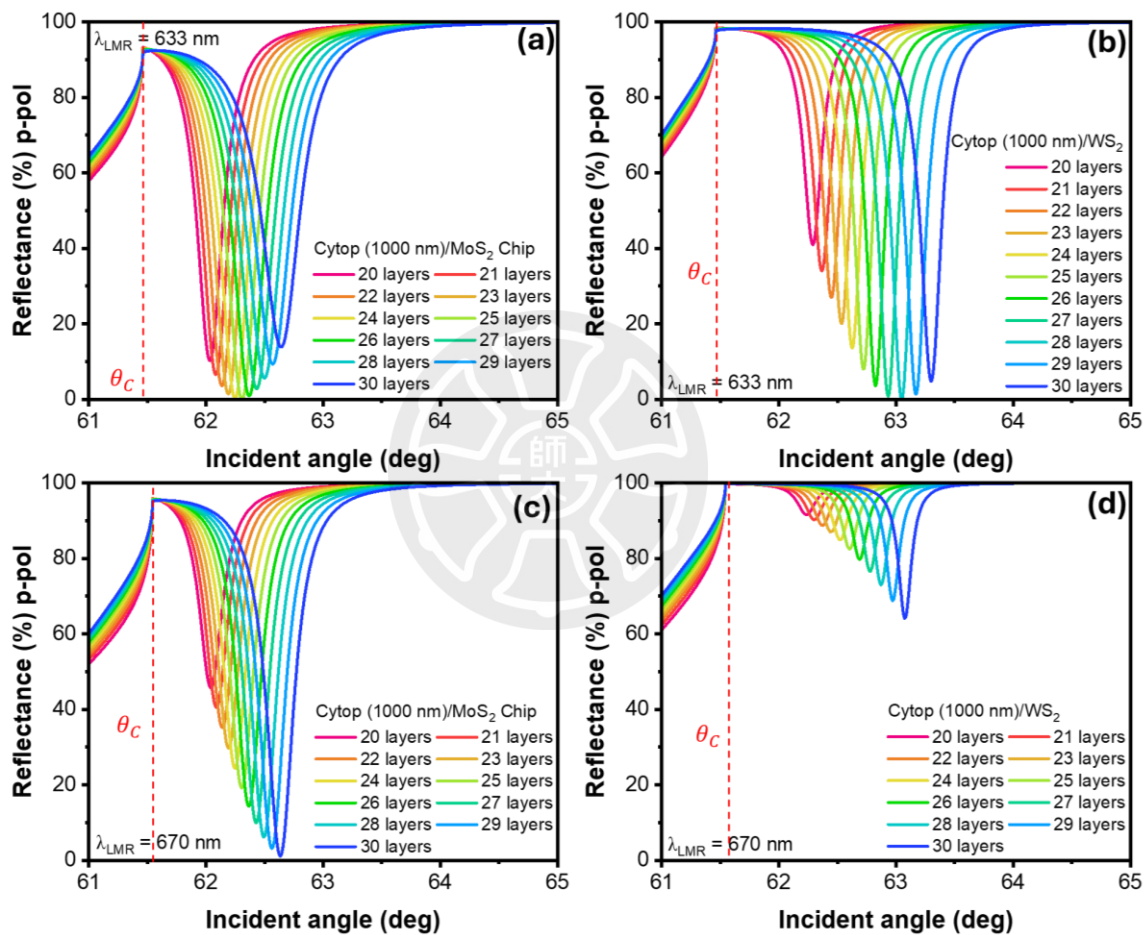 (a)
λLMR = 633 nm
Reflectance (%) p-pol
100
80
60
40
20
0
θC
Cytop (1000 nm)/MoS₂ Chip
20 layers 21 layers
22 layers 23 layers
24 layers 25 layers
26 layers 27 layers
28 layers 29 layers
30 layers
61 62 63 64 65
Incident angle (deg)
(b)
Reflectance (%) p-pol
100
80
60
40
20
0
θC
Cytop (1000 nm)/WS₂
20 layers
21 layers
22 layers
23 layers
24 layers
25 layers
26 layers
27 layers
28 layers
29 layers
30 layers
λLMR = 633 nm
61 62 63 64 65
Incident angle (deg)
師
(c)
Reflectance (%) p-pol
100
80
60
40
20
0
θC
Cytop (1000 nm)/MoS₂ Chip
20 layers 21 layers
22 layers 23 layers
24 layers 25 layers
26 layers 27 layers
28 layers 29 layers
30 layers
λLMR = 670 nm
61 62 63 64 65
Incident angle (deg)
(d)
Reflectance (%) p-pol
100
80
60
40
20
0
θC
Cytop (1000 nm)/WS₂
20 layers 21 layers
22 layers 23 layers
24 layers 25 layers
26 layers 27 layers
28 layers 29 layers
30 layers
λLMR = 670 nm
61 62 63 64 65
Incident angle (deg)